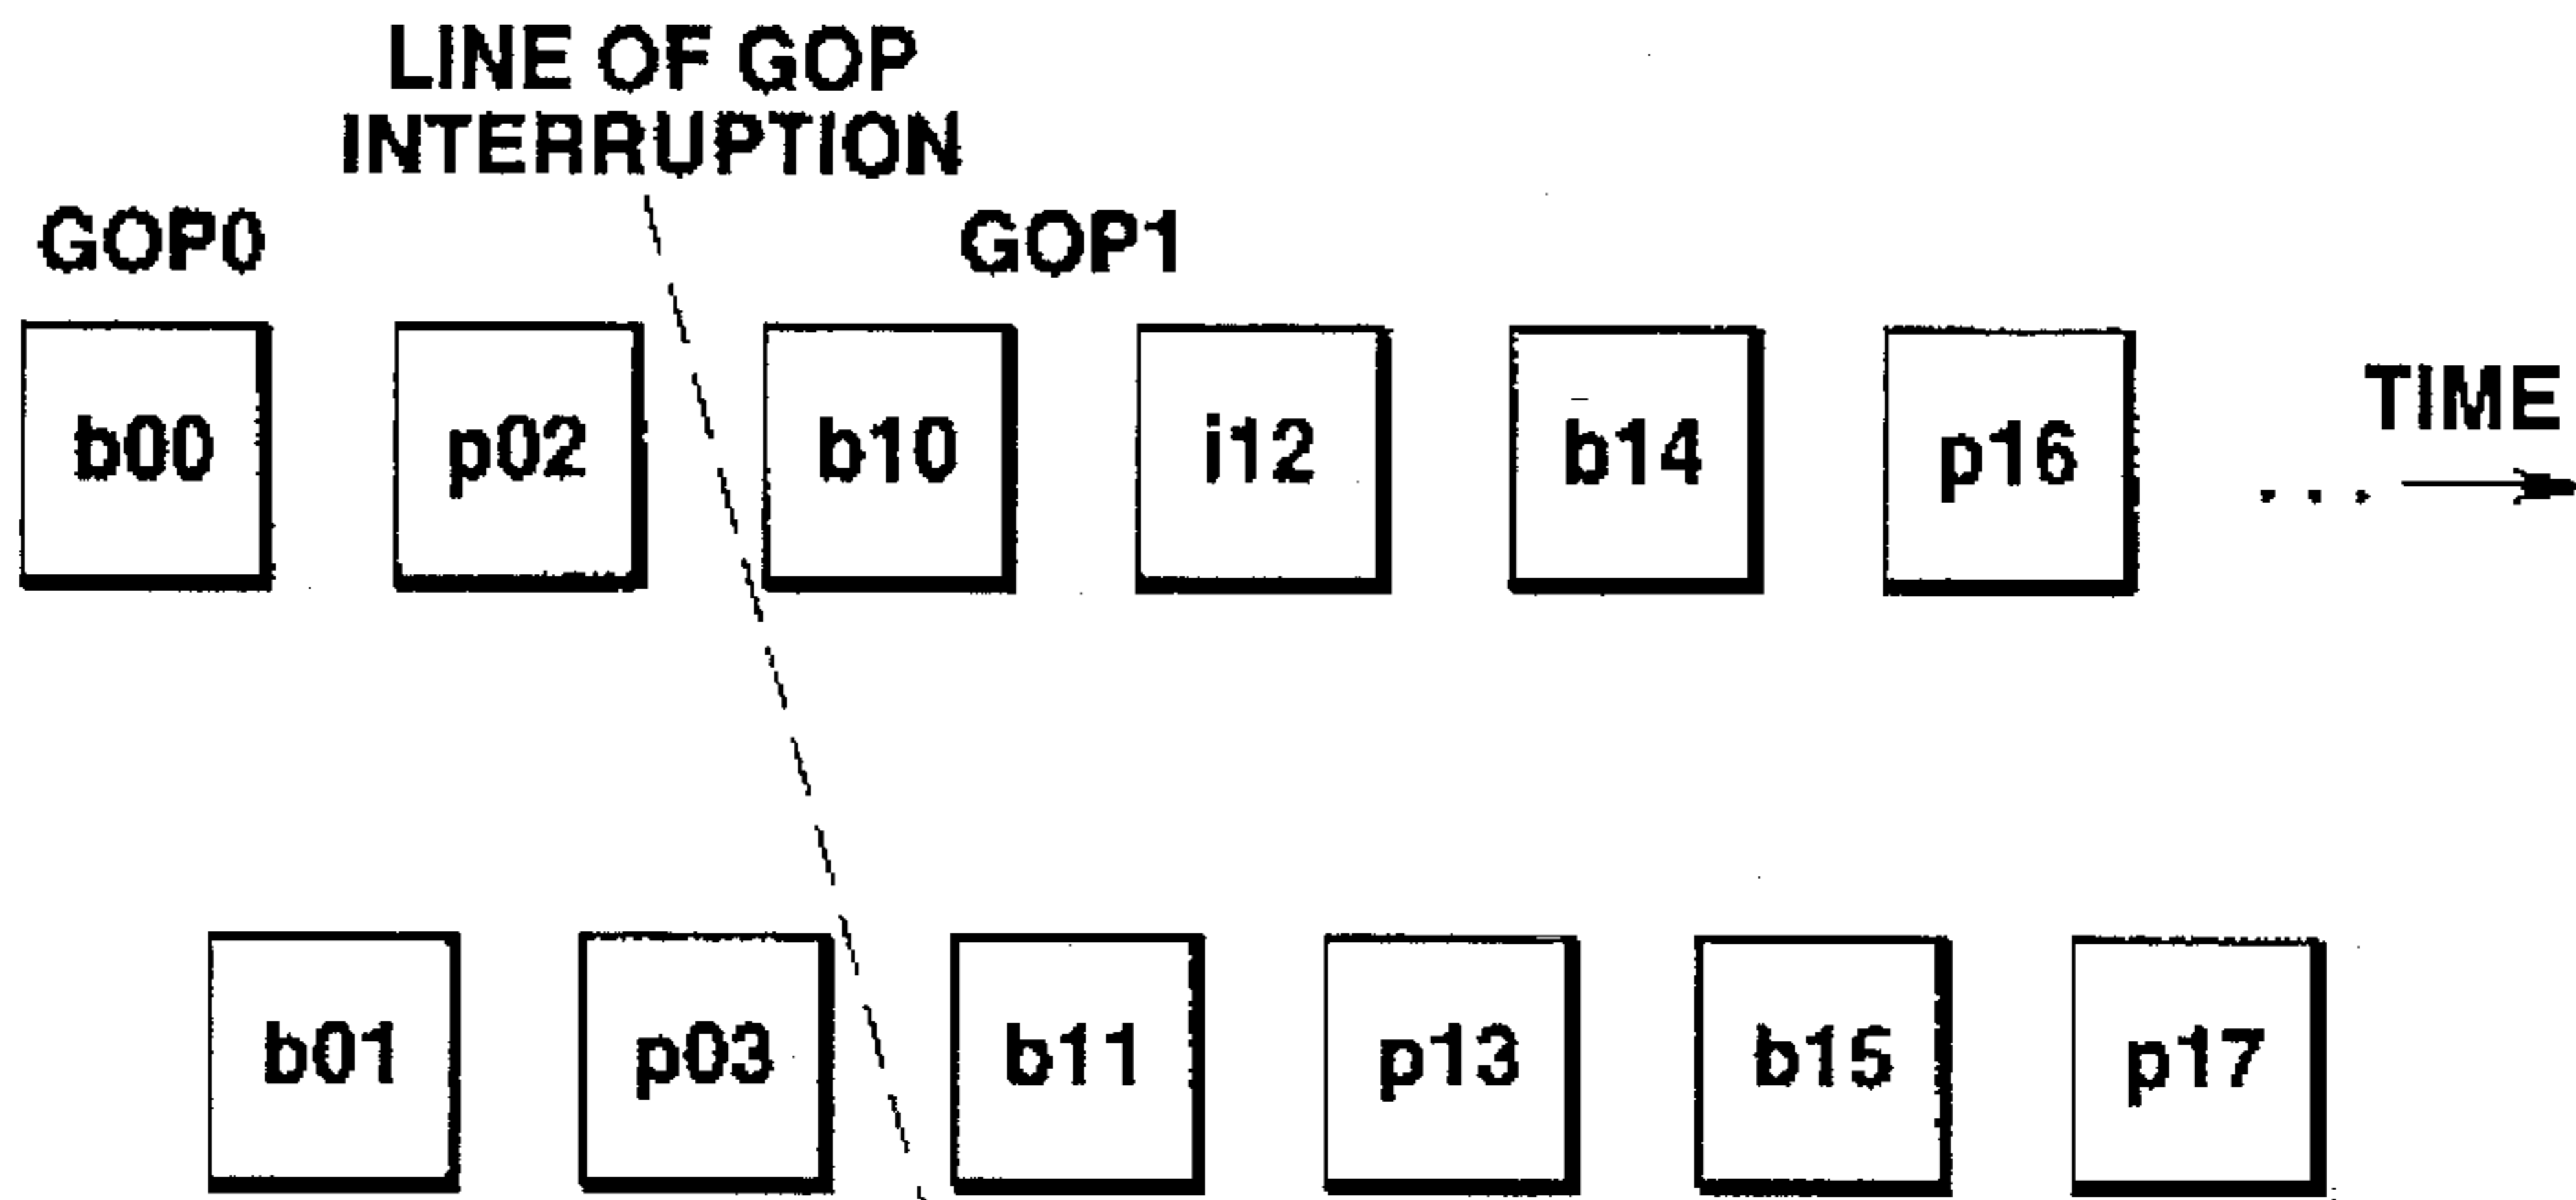 LINE OF GOP
INTERRUPTION
GOP0
GOP1
b00
p02
b10
i12
b14
p16
. . .
TIME
b01
p03
b11
p13
b15
p17